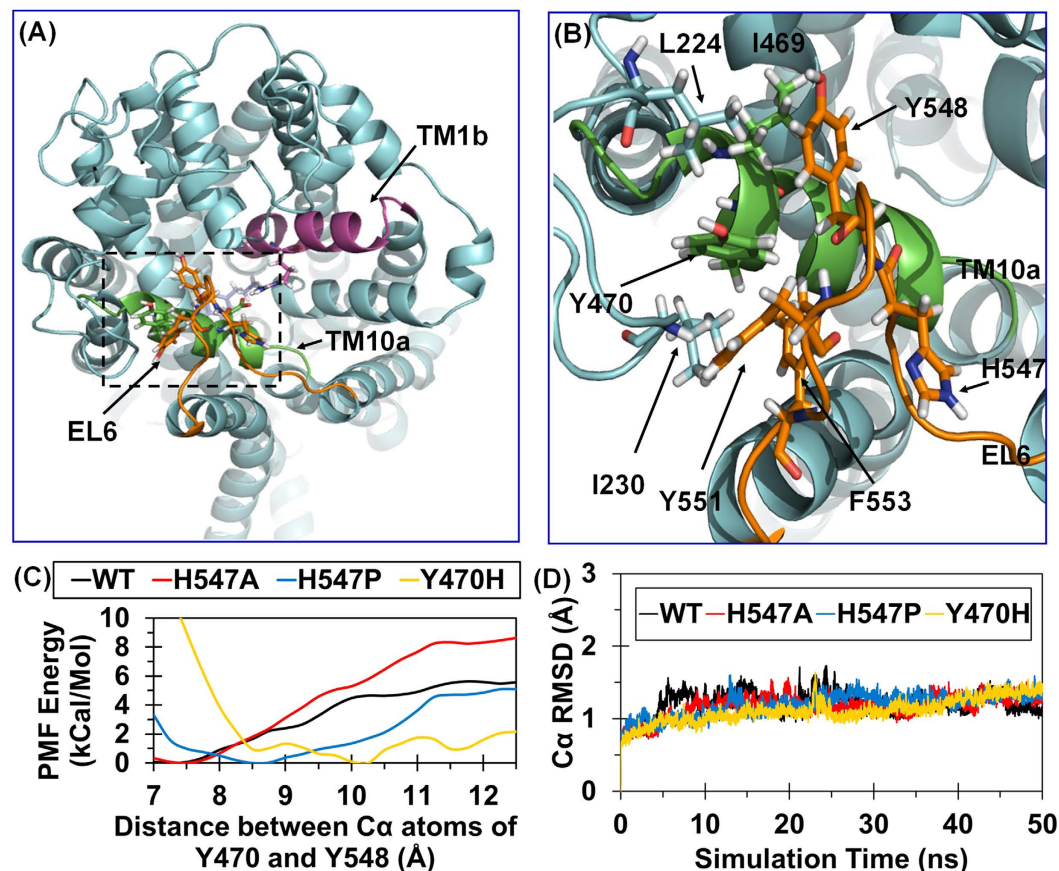 (A)
TM1b
TM10a
EL6
(B)
L224
I469
Y548
Y470
TM10a
H547
EL6
I230
Y551
F553
(C)
WT
H547A
H547P
Y470H
PMF Energy
(kCal/Mol)
10
8
6
4
2
0
7
8
9
10
11
12
Distance between Cα atoms of
Y470 and Y548 (Å)
(D)
WT
H547A
H547P
Y470H
Cα RMSD (Å)
3
2
1
0
0
10
20
30
40
50
Simulation Time (ns)